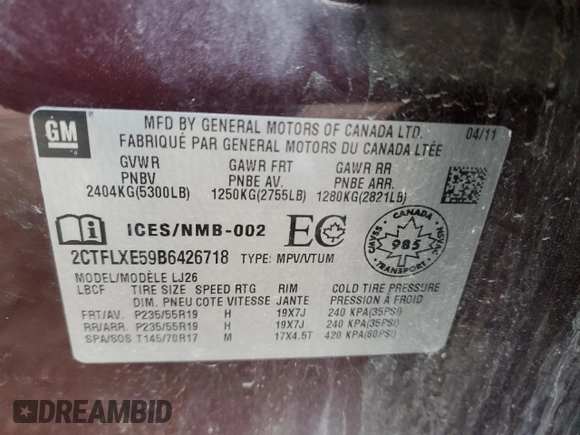 GM
MFD BY GENERAL MOTORS OF CANADA LTD. 04/11
FABRIQUÉ PAR GENERAL MOTORS DU CANADA LTÉE
GVWR GAWR FRT GAWR RR
PNBV PNBE AV. PNBE ARR.
2404KG(5300LB) 1250KG(2755LB) 1280KG(2821LB)
i ICES/NMB-002 EC CANADA CMVSS 985 NSVAC
2CTFLXE59B6426718 TYPE: MPV/VTUM
MODEL/MODÈLE LJ26
LBCF TIRE SIZE SPEED RTG RIM COLD TIRE PRESSURE
DIM. PNEU COTE VITESSE JANTE PRESSION À FROID
FRT/AV. P235/55R19 H 19X7J 240 KPA(35PSI)
RR/ARR. P235/55R19 H 19X7J 240 KPA(35PSI)
SPA/SOS T145/70R17 M 17X4.5T 420 KPA(60PSI)
DREAMBID